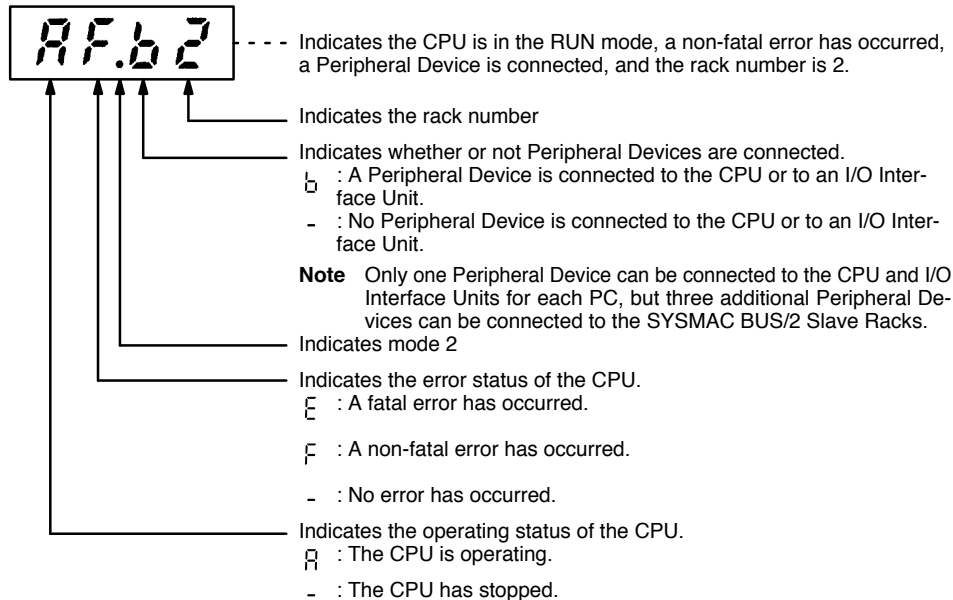 AF.b2
Indicates the CPU is in the RUN mode, a non-fatal error has occurred,
a Peripheral Device is connected, and the rack number is 2.
Indicates the rack number
Indicates whether or not Peripheral Devices are connected.
b : A Peripheral Device is connected to the CPU or to an I/O Inter-
face Unit.
- : No Peripheral Device is connected to the CPU or to an I/O Inter-
face Unit.
Note Only one Peripheral Device can be connected to the CPU and I/O
Interface Units for each PC, but three additional Peripheral De-
vices can be connected to the SYSMAC BUS/2 Slave Racks.
Indicates mode 2
Indicates the error status of the CPU.
E : A fatal error has occurred.
F : A non-fatal error has occurred.
- : No error has occurred.
Indicates the operating status of the CPU.
A : The CPU is operating.
- : The CPU has stopped.